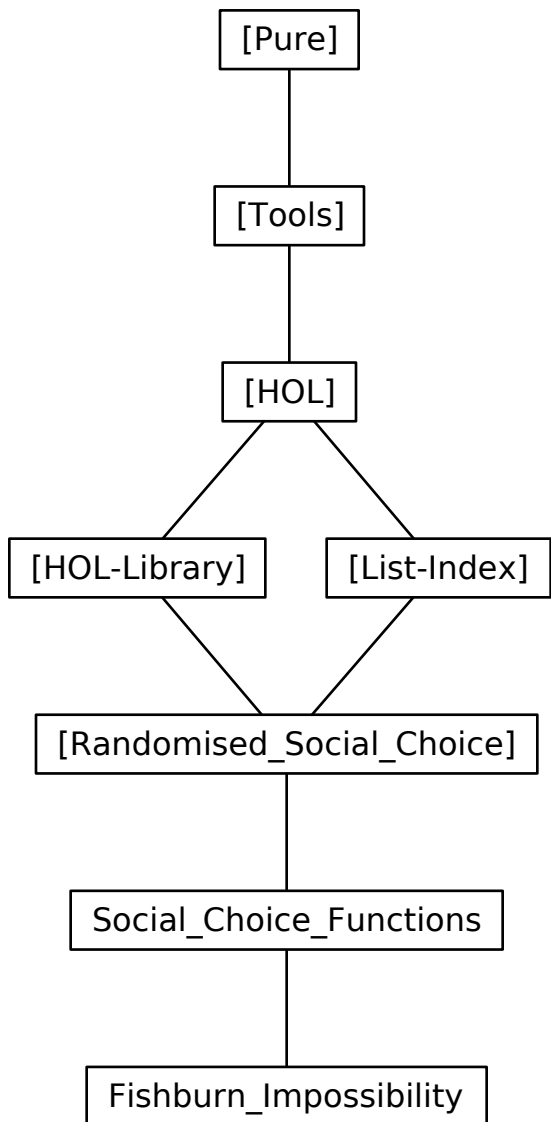 [Pure]
[Tools]
[HOL]
[HOL-Library]
[List-Index]
[Randomised_Social_Choice]
Social_Choice_Functions
Fishburn_Impossibility